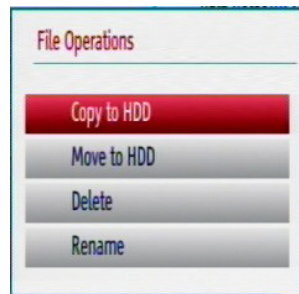 File Operations
Copy to HDD
Move to HDD
Delete
Rename